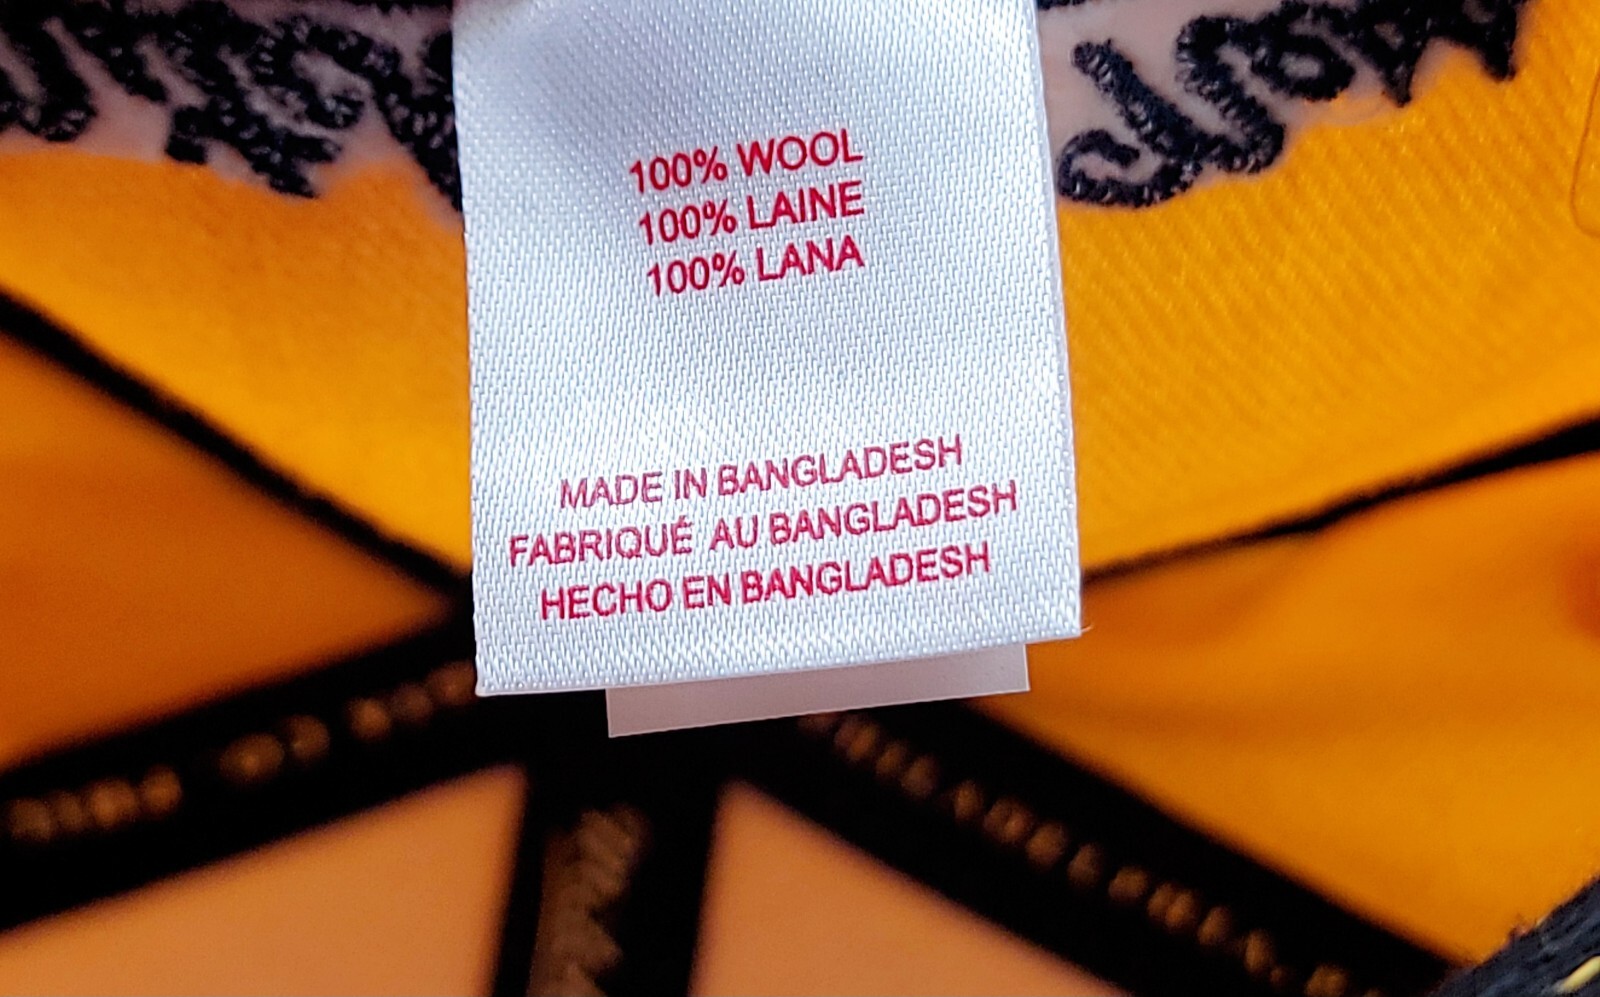 100% WOOL
100% LAINE
100% LANA
MADE IN BANGLADESH
FABRIQUÉ AU BANGLADESH
HECHO EN BANGLADESH